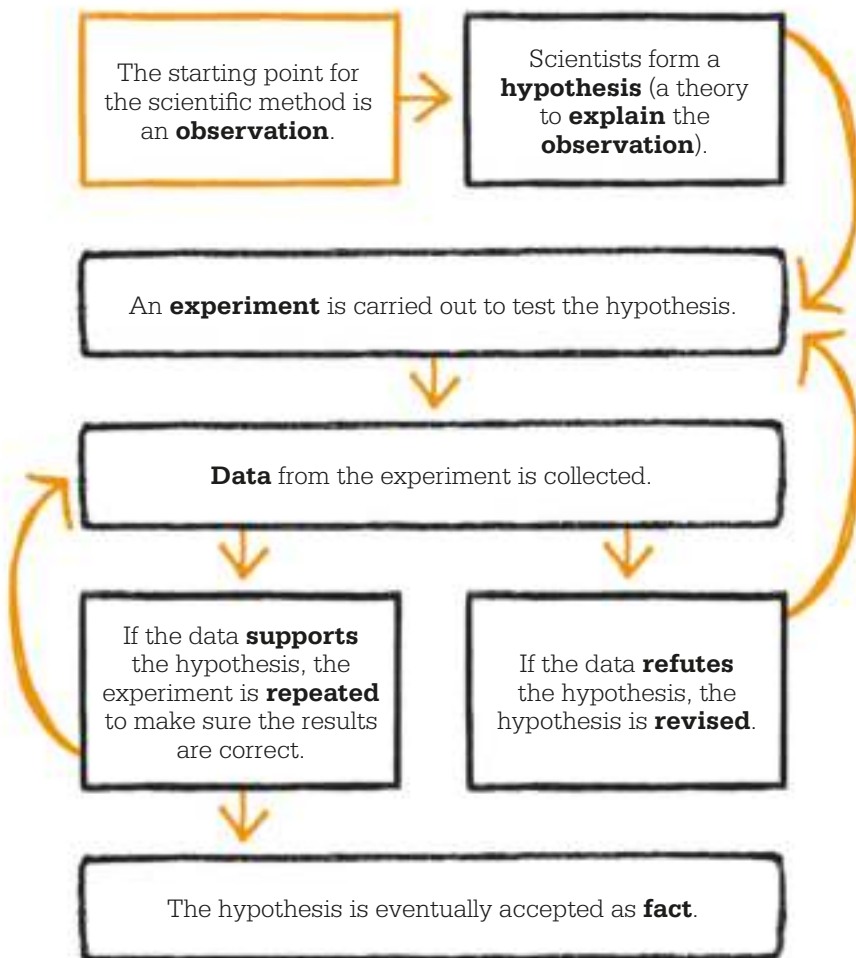 The starting point for
the scientific method is
an observation.
Scientists form a
hypothesis (a theory
to explain the
observation).
An experiment is carried out to test the hypothesis.
Data from the experiment is collected.
If the data supports
the hypothesis, the
experiment is repeated
to make sure the results
are correct.
If the data refutes
the hypothesis, the
hypothesis is revised.
The hypothesis is eventually accepted as fact.